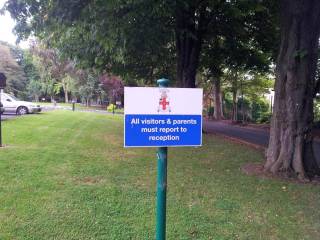 All visitors & parents
must report to
reception